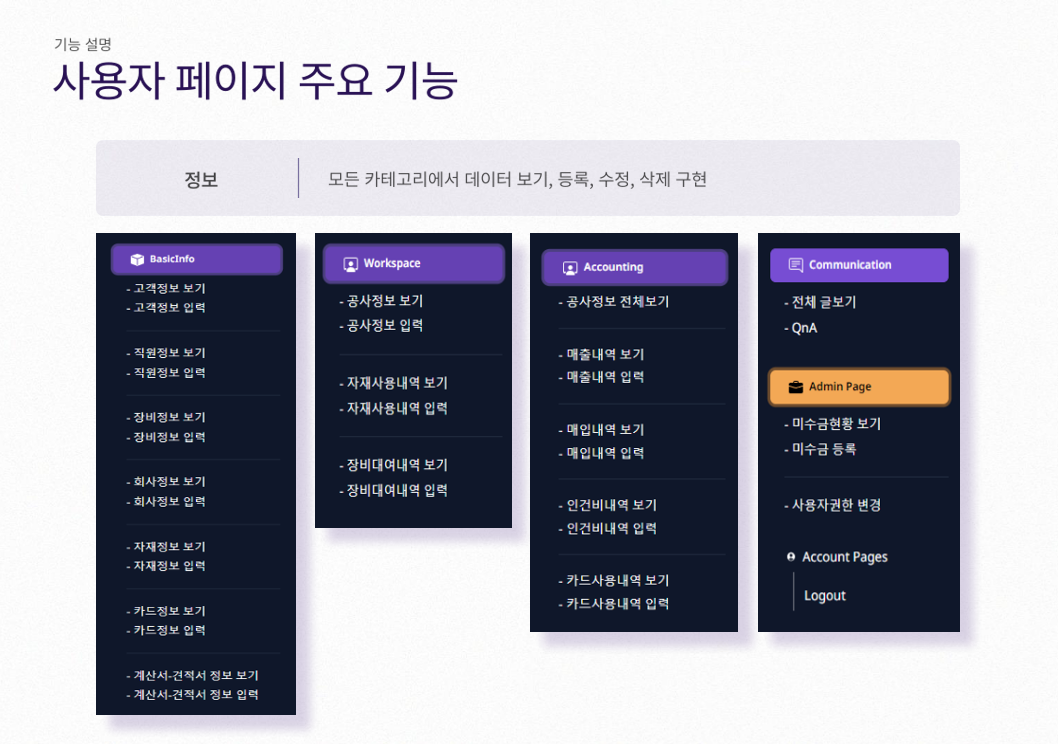 기능 설명
사용자 페이지 주요 기능
정보
모든 카테고리에서 데이터 보기, 등록, 수정, 삭제 구현
BasicInfo
- 고객정보 보기
- 고객정보 입력
- 직원정보 보기
- 직원정보 입력
- 장비정보 보기
- 장비정보 입력
- 회사정보 보기
- 회사정보 입력
- 자재정보 보기
- 자재정보 입력
- 카드정보 보기
- 카드정보 입력
- 계산서-견적서 정보 보기
- 계산서-견적서 정보 입력
Workspace
- 공사정보 보기
- 공사정보 입력
- 자재사용내역 보기
- 자재사용내역 입력
- 장비대여내역 보기
- 장비대여내역 입력
Accounting
- 공사정보 전체보기
- 매출내역 보기
- 매출내역 입력
- 매입내역 보기
- 매입내역 입력
- 인건비내역 보기
- 인건비내역 입력
- 카드사용내역 보기
- 카드사용내역 입력
Communication
- 전체 글보기
- QnA
Admin Page
- 미수금현황 보기
- 미수금 등록
- 사용자권한 변경
Account Pages
Logout